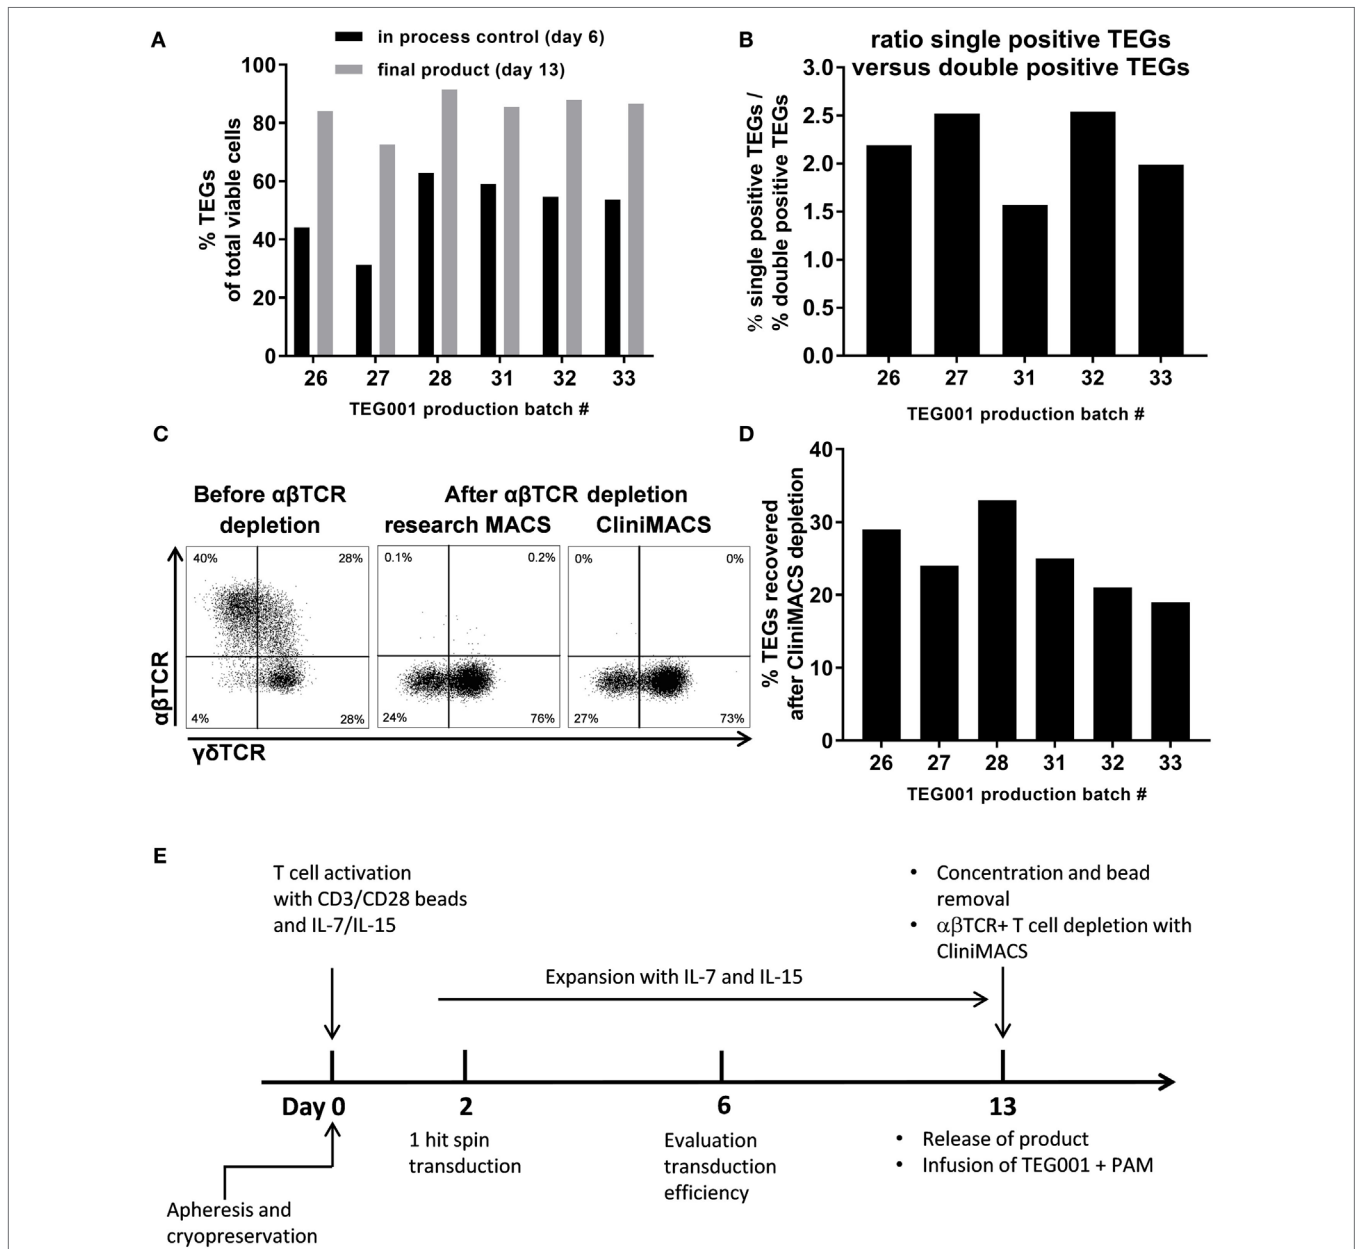 A
in process control (day 6)
final product (day 13)
% TEGs
of total viable cells
100
80
60
40
20
0
26 27 28 31 32 33
TEG001 production batch #
B
ratio single positive TEGs
versus double positive TEGs
% single positive TEGs /
% double positive TEGs
3.0
2.5
2.0
1.5
1.0
0.5
0.0
26 27 31 32 33
TEG001 production batch #
C
Before αβTCR
depletion
After αβTCR depletion
research MACS CliniMACS
αβTCR
40% 28%
4% 28%
0.1% 0.2%
24% 76%
0% 0%
27% 73%
γδTCR
D
% TEGs recovered
after CliniMACS depletion
40
30
20
10
0
26 27 28 31 32 33
TEG001 production batch #
E
T cell activation
with CD3/CD28 beads
and IL-7/IL-15
Expansion with IL-7 and IL-15
• Concentration and bead
removal
• αβTCR+ T cell depletion with
CliniMACS
Day 0 2 6 13
Apheresis and
cryopreservation
1 hit spin
transduction
Evaluation
transduction
efficiency
• Release of product
• Infusion of TEG001 + PAM